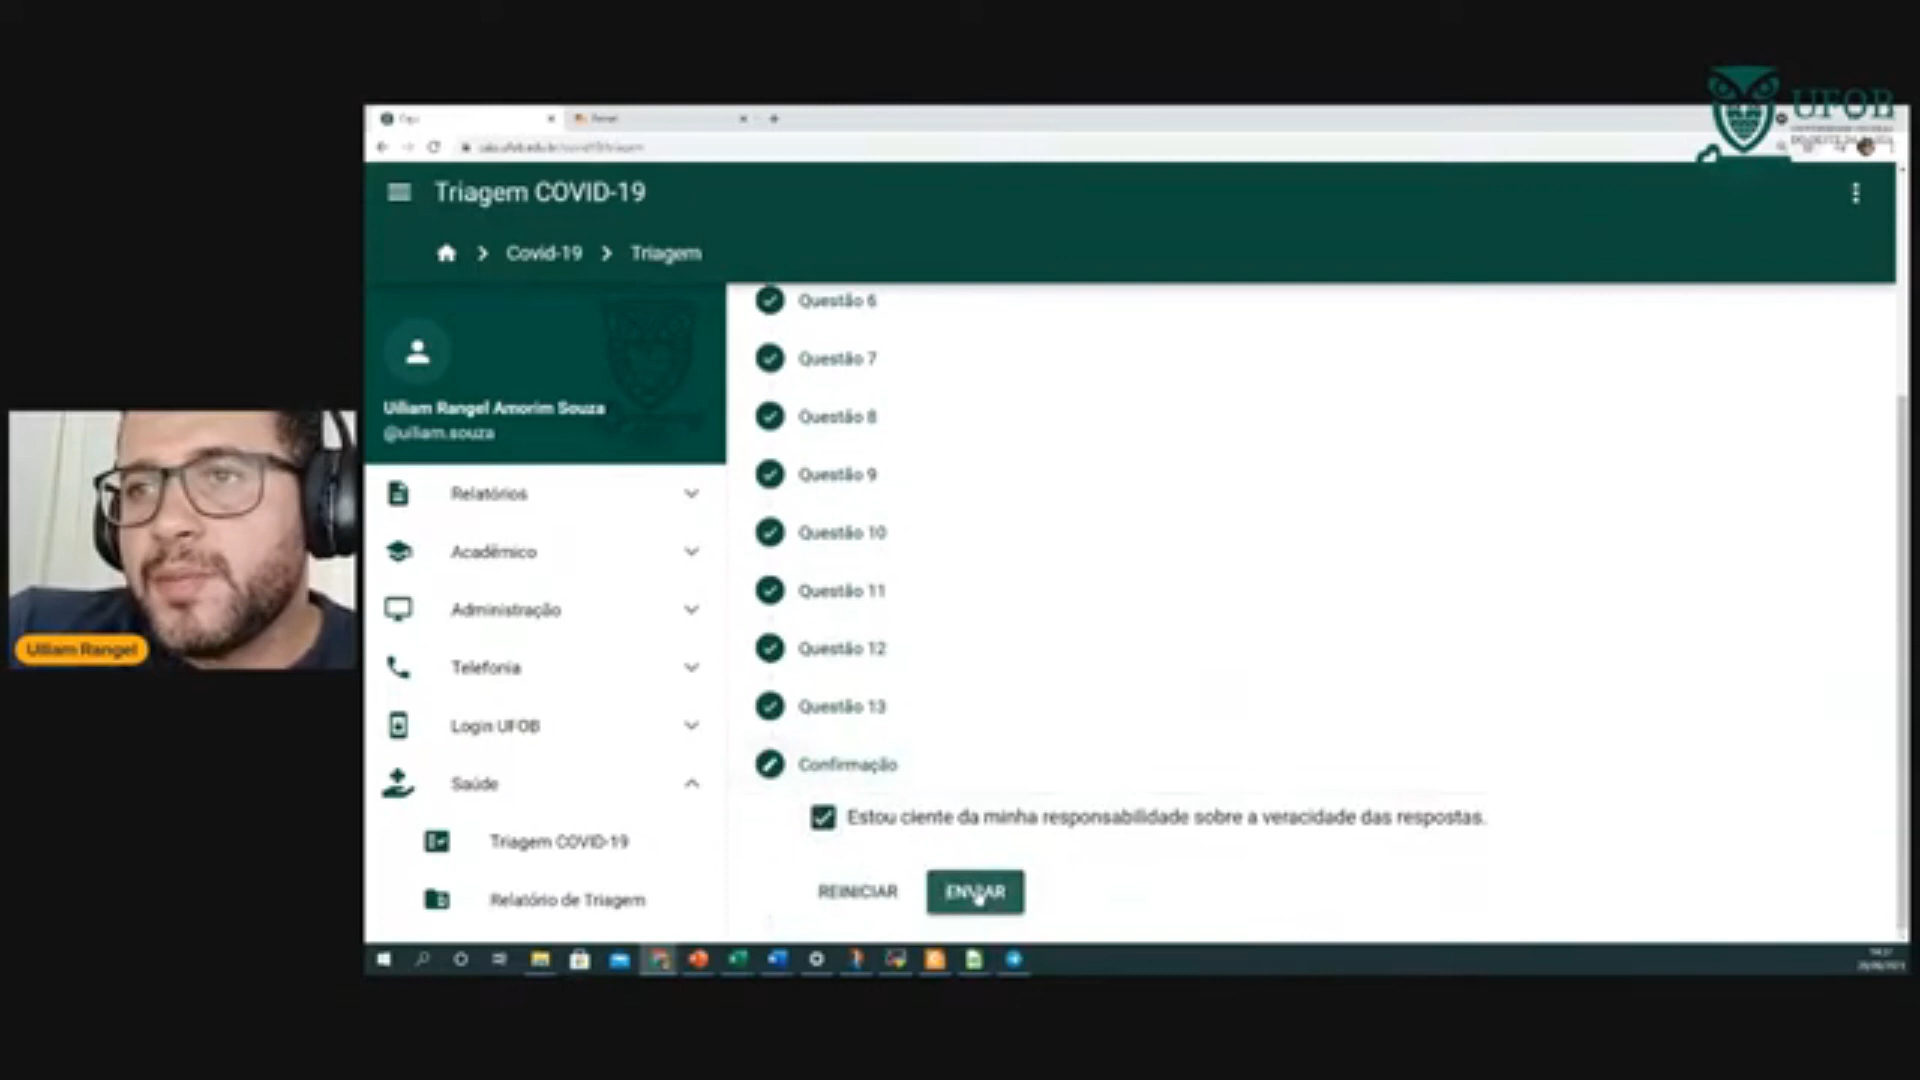 UFOB
Triagem COVID-19
Covid-19
Triagem
Uiliam Rangel Amorim Souza
@uiliam.souza
Relatórios
Acadêmico
Administração
Telefonia
Login UFOB
Saúde
Triagem COVID-19
Relatório de Triagem
Questão 6
Questão 7
Questão 8
Questão 9
Questão 10
Questão 11
Questão 12
Questão 13
Confirmação
Estou ciente da minha responsabilidade sobre a veracidade das respostas.
REINICIAR
ENVIAR
Uiliam Rangel